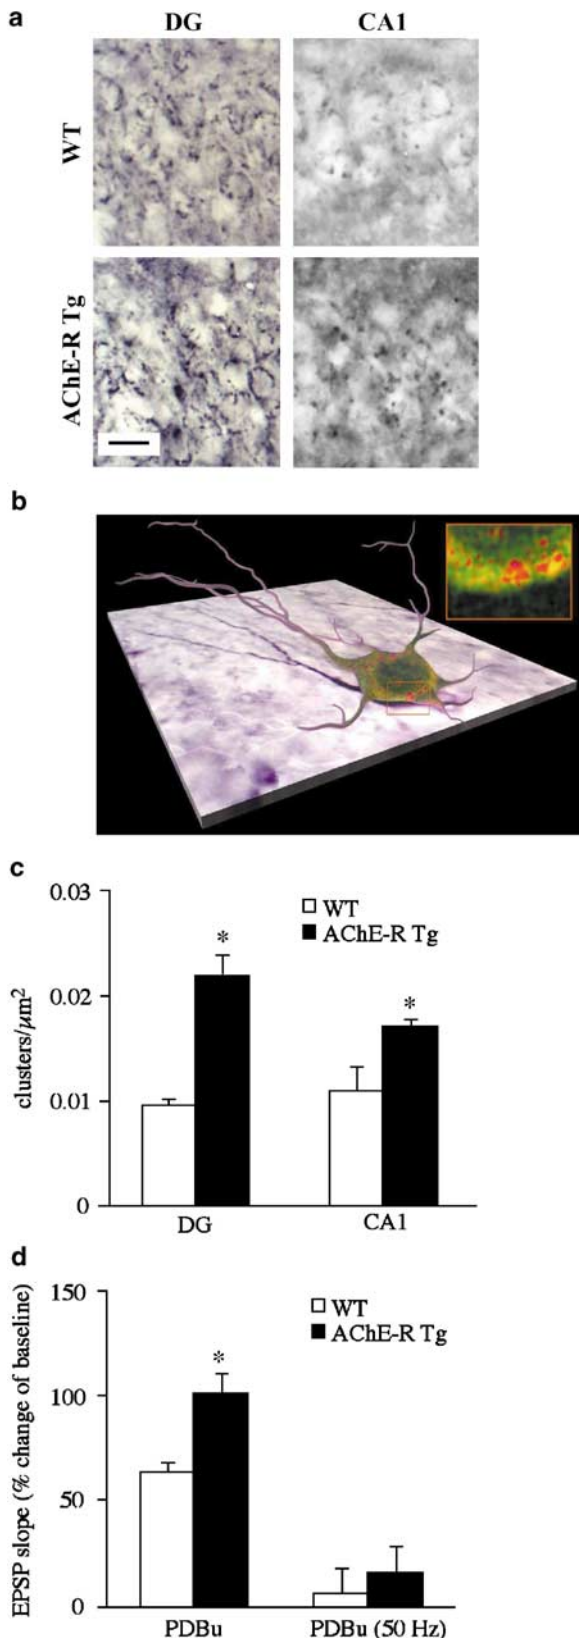 a
DG CA1
WT
AChE-R Tg
b
c
0.03
0.02
0.01
0
clusters/μm²
WT
AChE-R Tg
*
*
DG CA1
d
150
100
50
0
EPSP slope (% change of baseline)
WT
AChE-R Tg
*
PDBu PDBu (50 Hz)